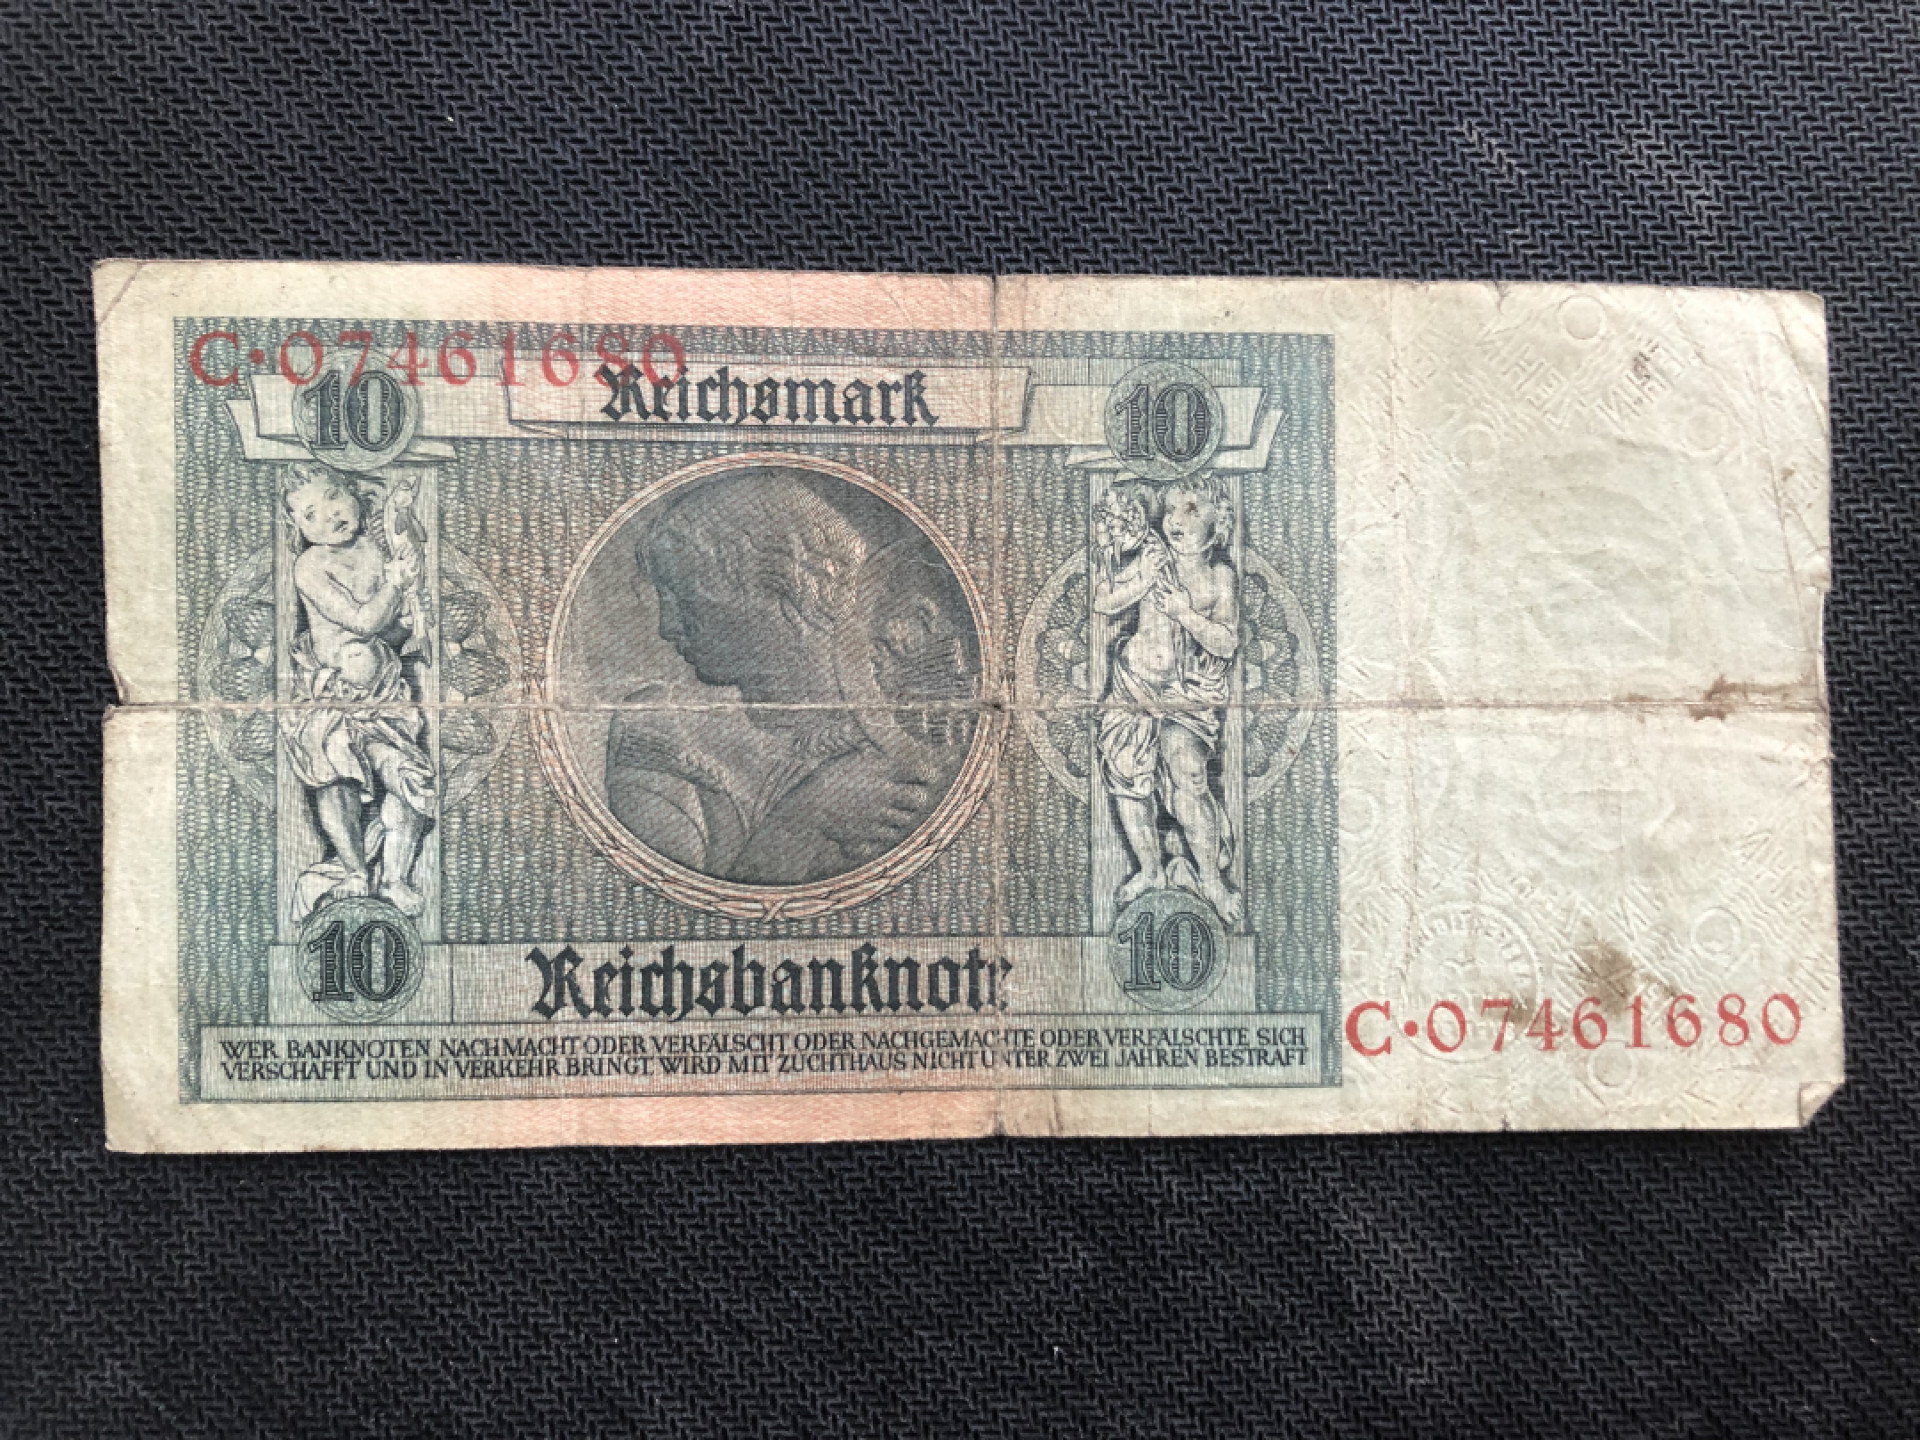 C·07461680
10 Reichsmark 10
10 Reichsbanknote 10
WER BANKNOTEN NACHMACHT ODER VERFÄLSCHT ODER NACHGEMACHTE ODER VERFÄLSCHTE SICH
VERSCHAFFT UND IN VERKEHR BRINGT, WIRD MIT ZUCHTHAUS NICHT UNTER ZWEI JAHREN BESTRAFT
C·07461680